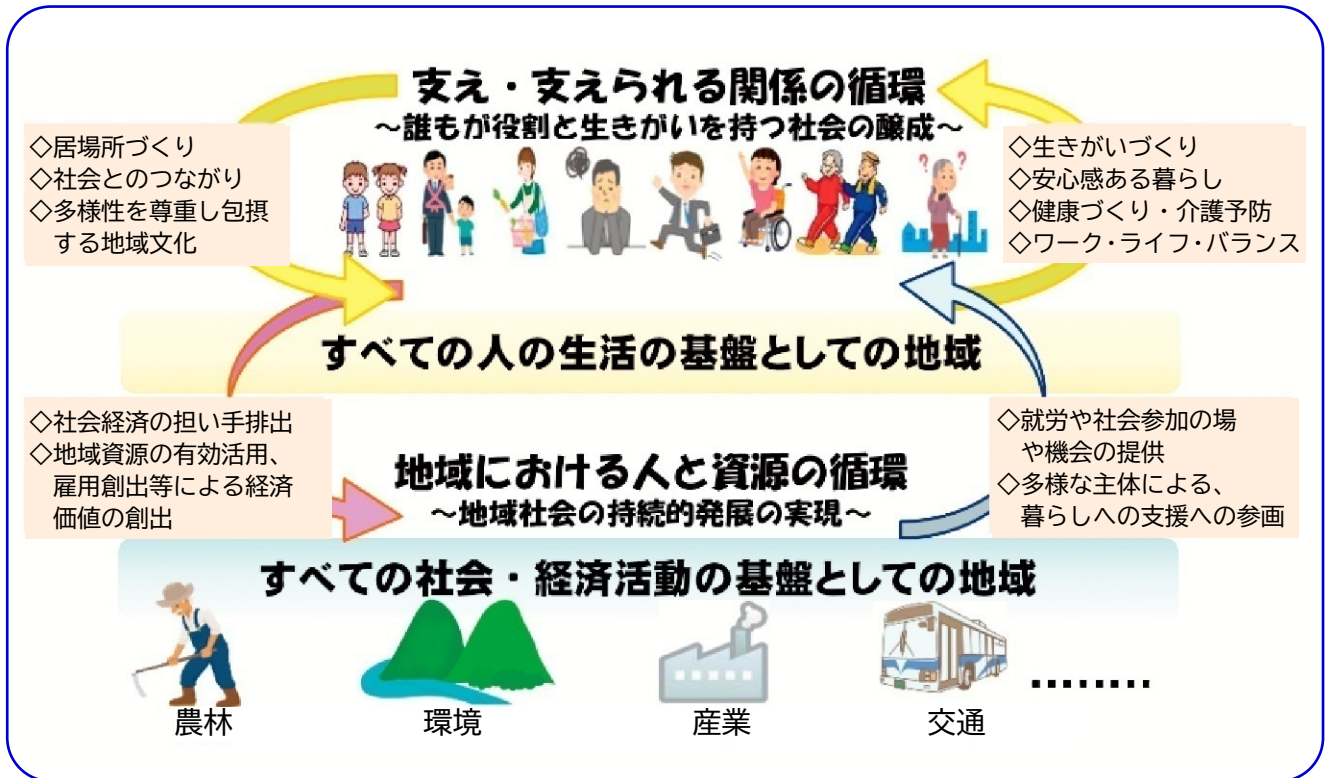 支え・支えられる関係の循環
~誰もが役割と生きがいを持つ社会の醸成~
◇居場所づくり
◇社会とのつながり
◇多様性を尊重し包摂
する地域文化
◇生きがいづくり
◇安心感ある暮らし
◇健康づくり・介護予防
◇ワーク・ライフ・バランス
? ?
すべての人の生活の基盤としての地域
◇社会経済の担い手排出
◇地域資源の有効活用、
雇用創出等による経済
価値の創出
地域における人と資源の循環
~地域社会の持続的発展の実現~
◇就労や社会参加の場
や機会の提供
◇多様な主体による、
暮らしへの支援への参画
すべての社会・経済活動の基盤としての地域
農林
環境
産業
交通
………